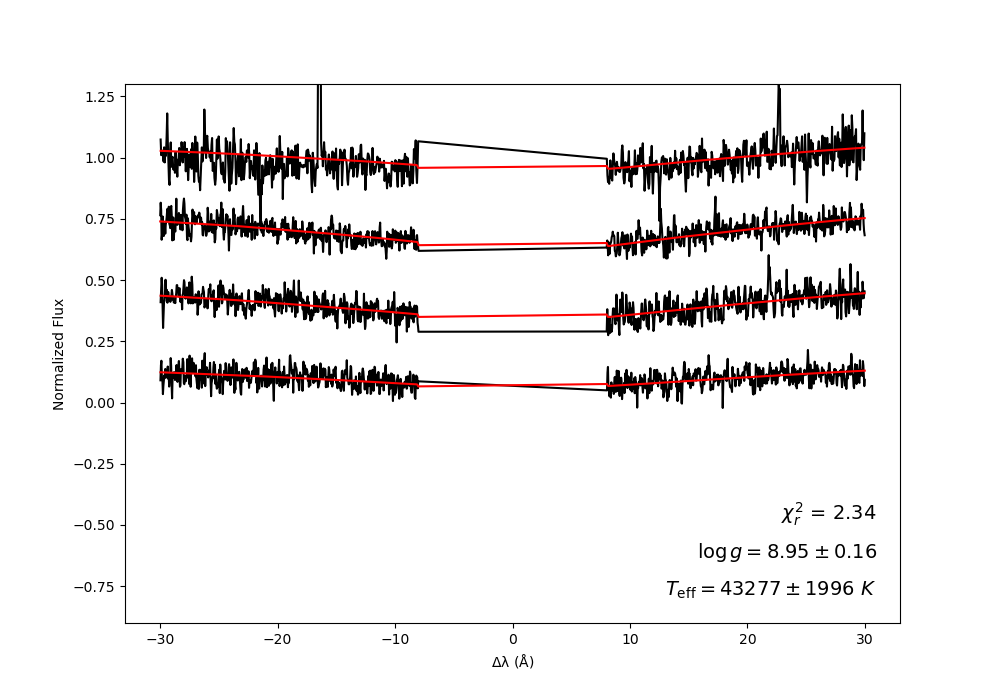 1.25
1.00
0.75
0.50
0.25
0.00
−0.25
−0.50
−0.75
Normalized Flux
χ²ᵣ = 2.34
log g = 8.95 ± 0.16
T_eff = 43277 ± 1996 K
−30 −20 −10 0 10 20 30
Δλ (Å)